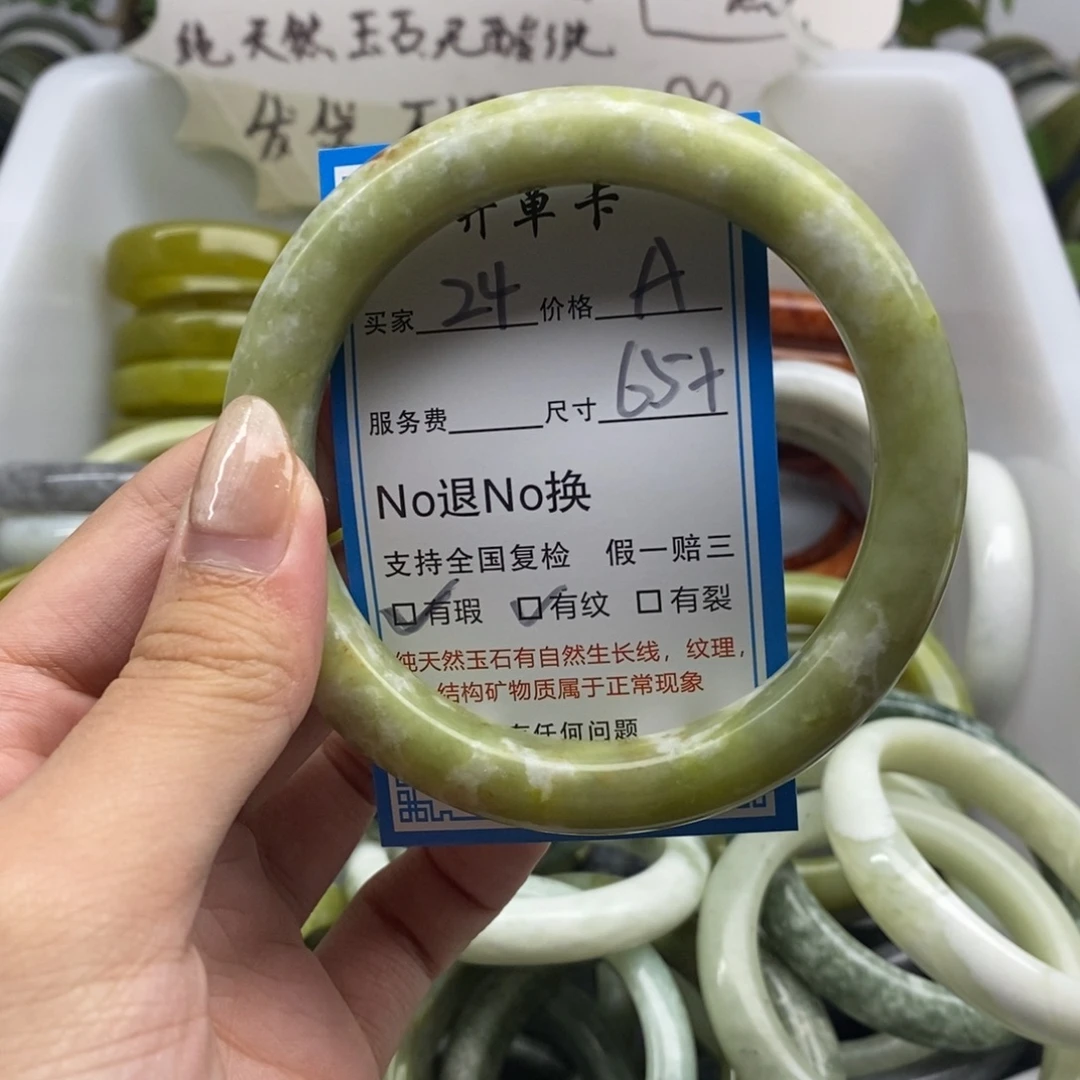 纯天然玉石无酸洗
开单卡
买家 24 价格 A
服务费 尺寸 65+
No退No换
支持全国复检 假一赔三
☑有瑕 ☑有纹 □有裂
纯天然玉石有自然生长线，纹理，
结构矿物质属于正常现象
有任何问题